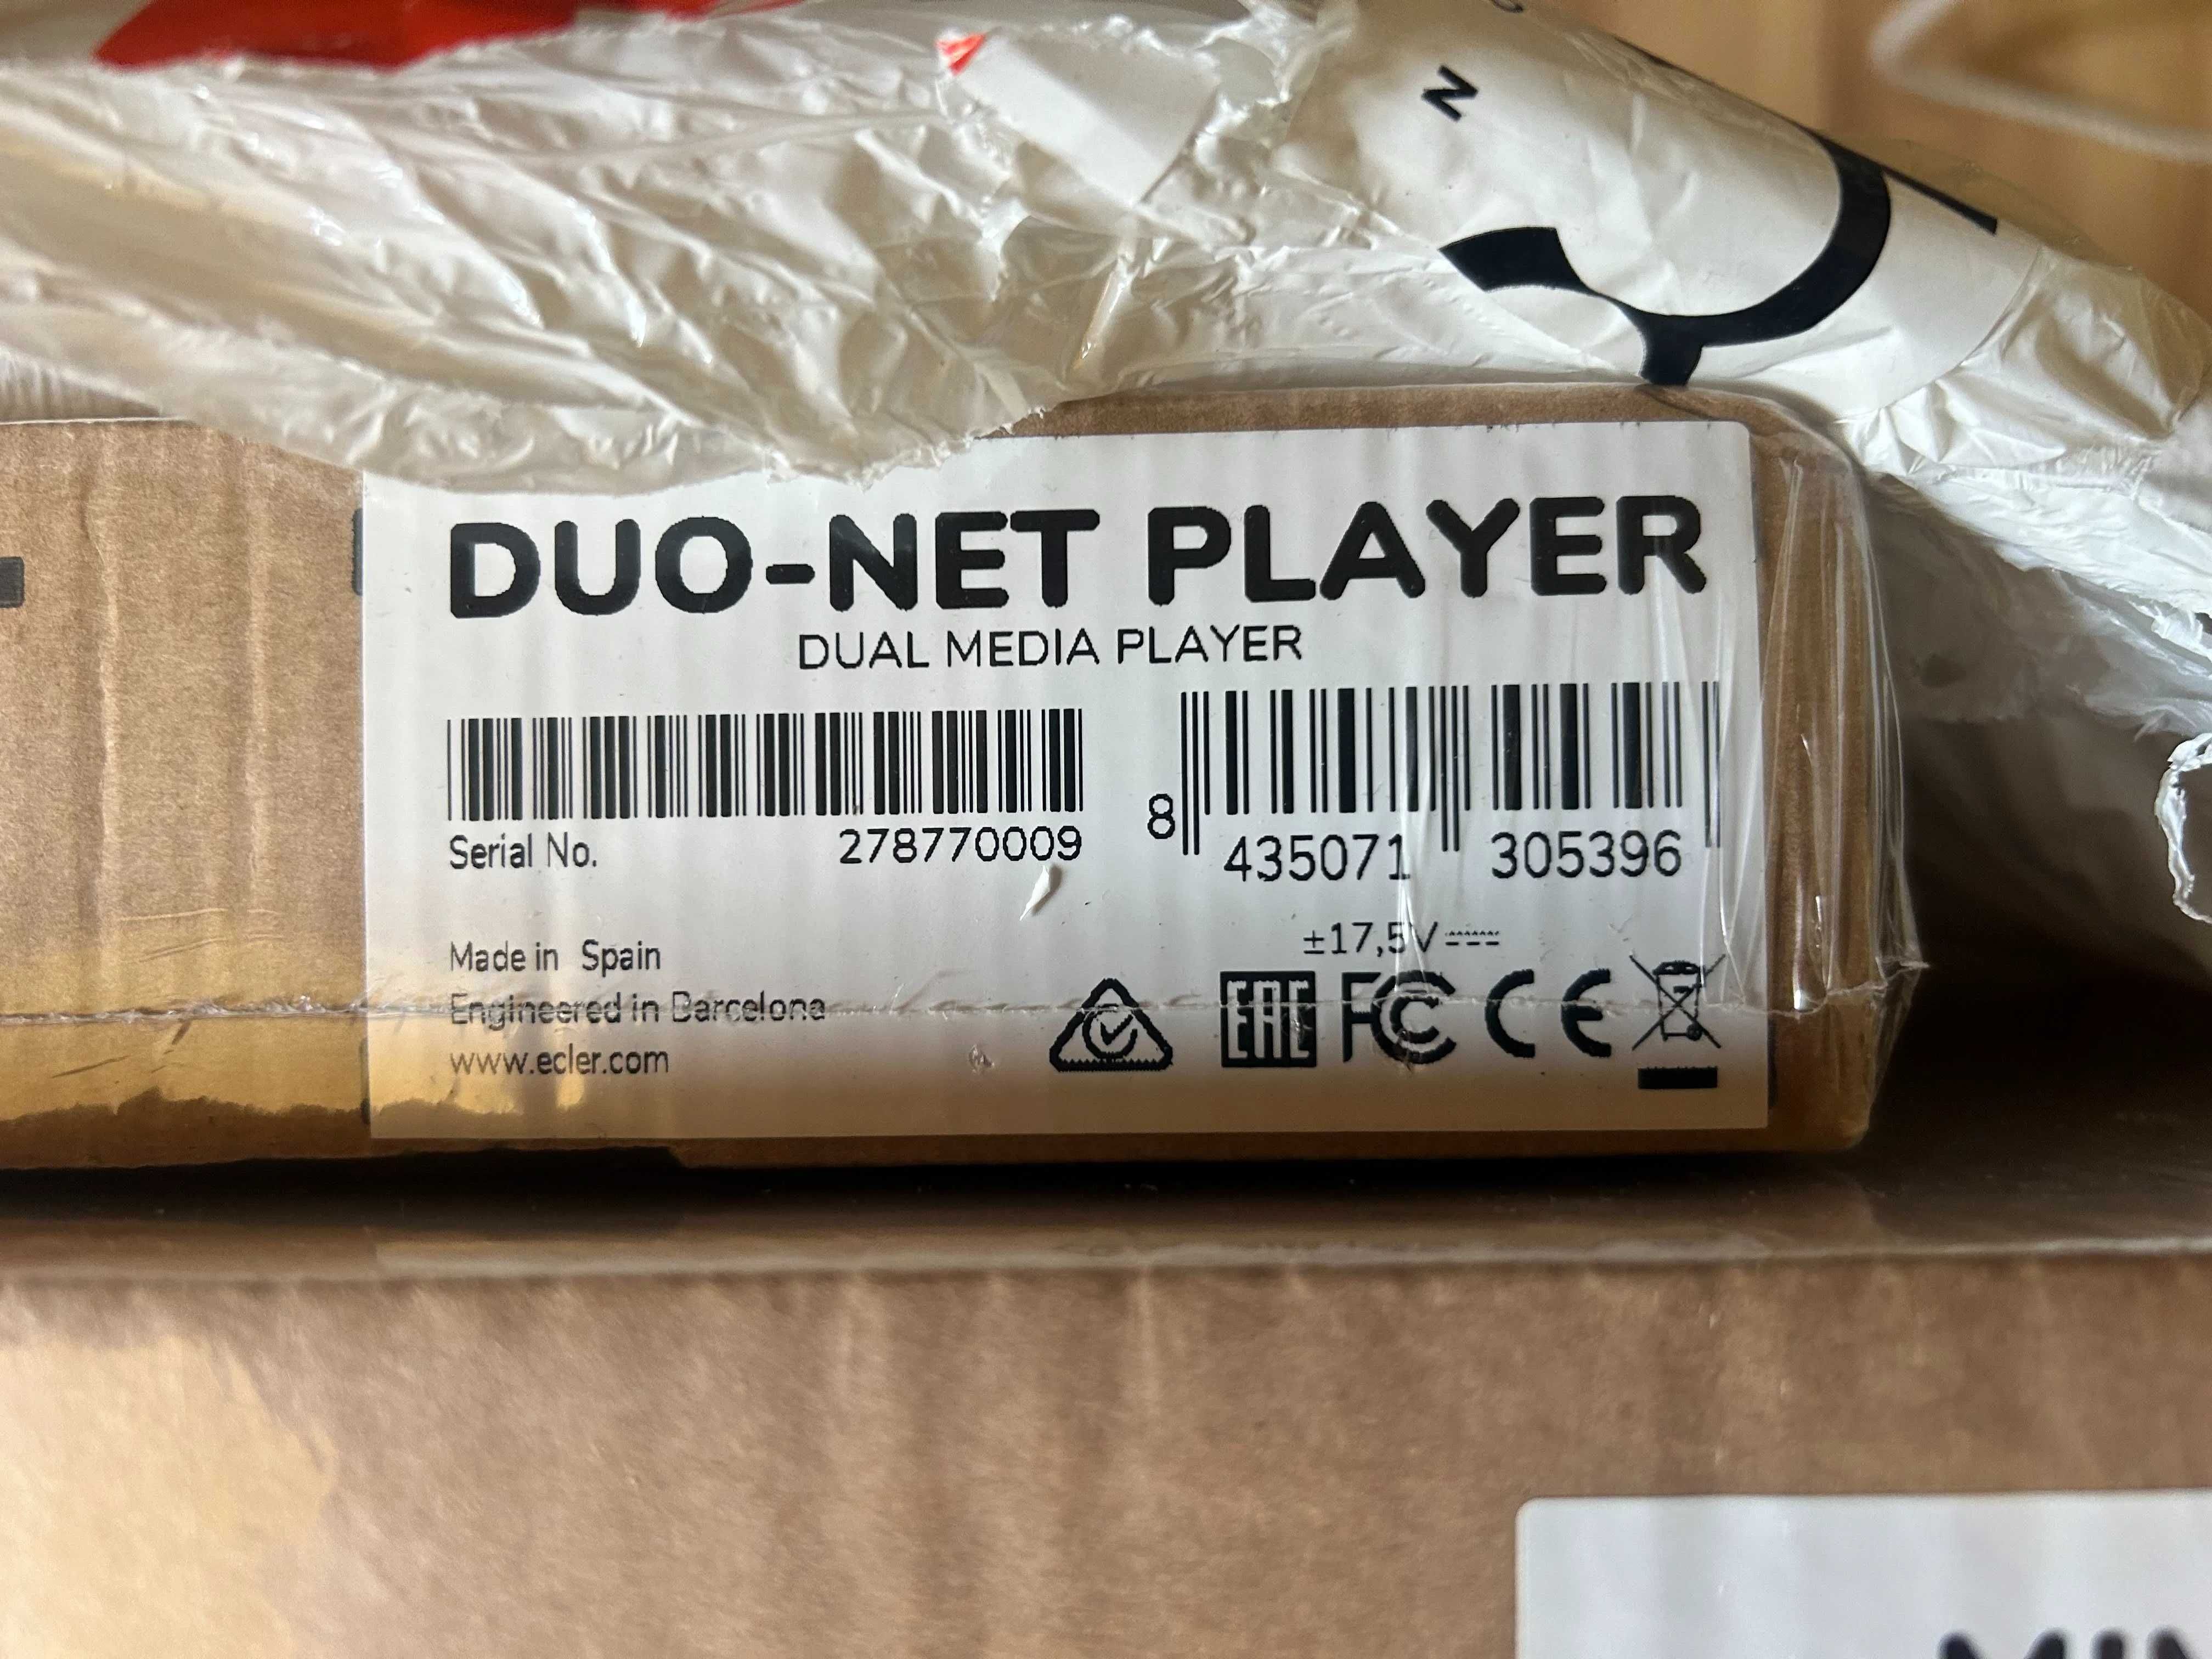 N
DUO-NET PLAYER
DUAL MEDIA PLAYER
Serial No. 278770009
8 435071 305396
±17,5V
Made in Spain
Engineered in Barcelona
www.ecler.com
EAC FC CE